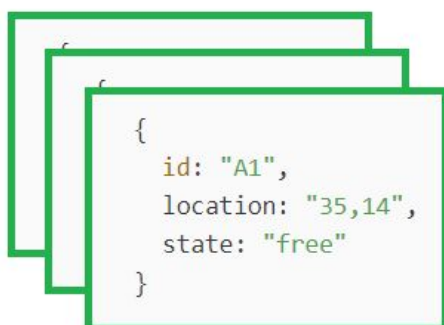 {
{
{
id: "A1",
location: "35,14",
state: "free"
}